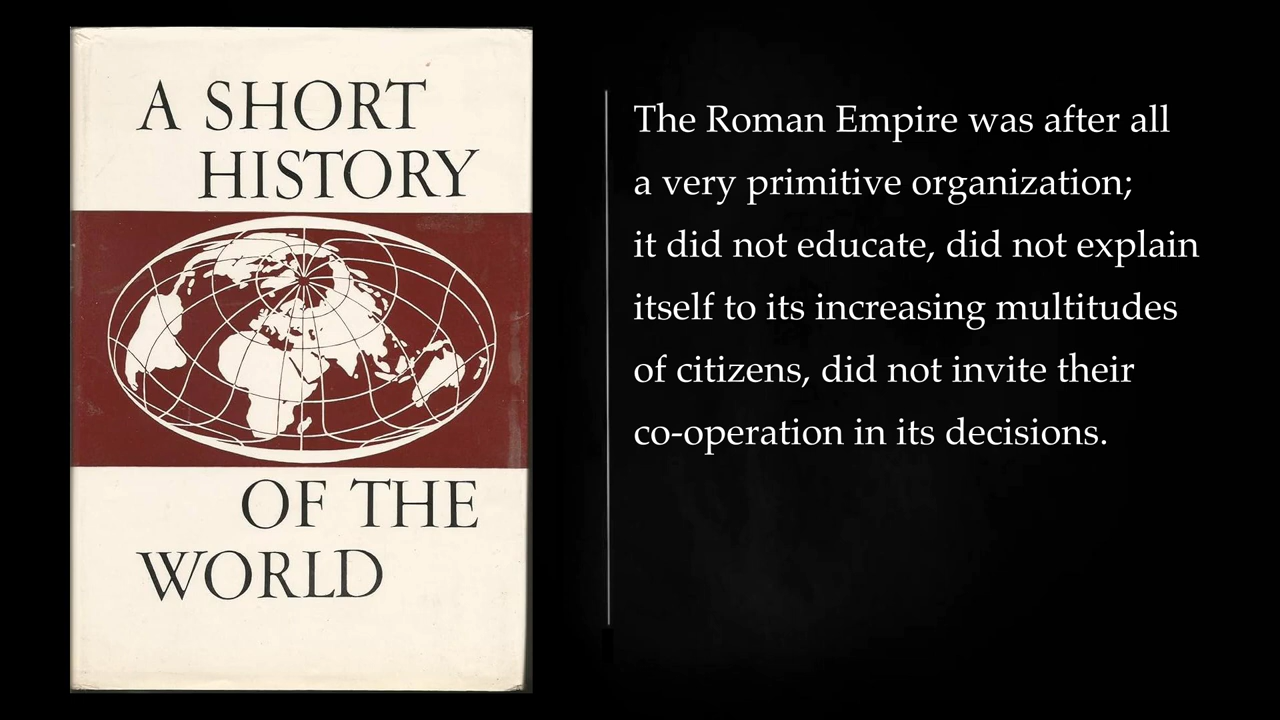 A SHORT
HISTORY
OF THE
WORLD
The Roman Empire was after all
a very primitive organization;
it did not educate, did not explain
itself to its increasing multitudes
of citizens, did not invite their
co-operation in its decisions.